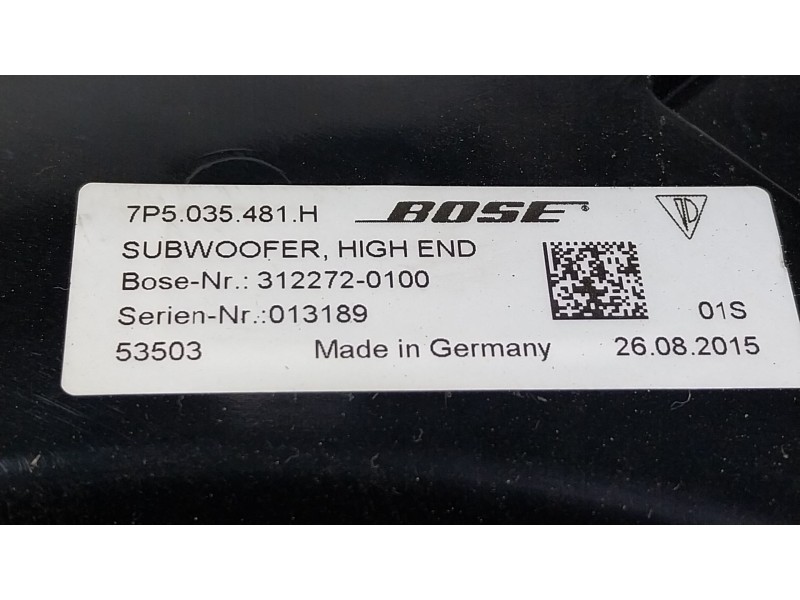 7P5.035.481.H BOSE®
SUBWOOFER, HIGH END
Bose-Nr.: 312272-0100
Serien-Nr.:013189 01S
53503 Made in Germany 26.08.2015